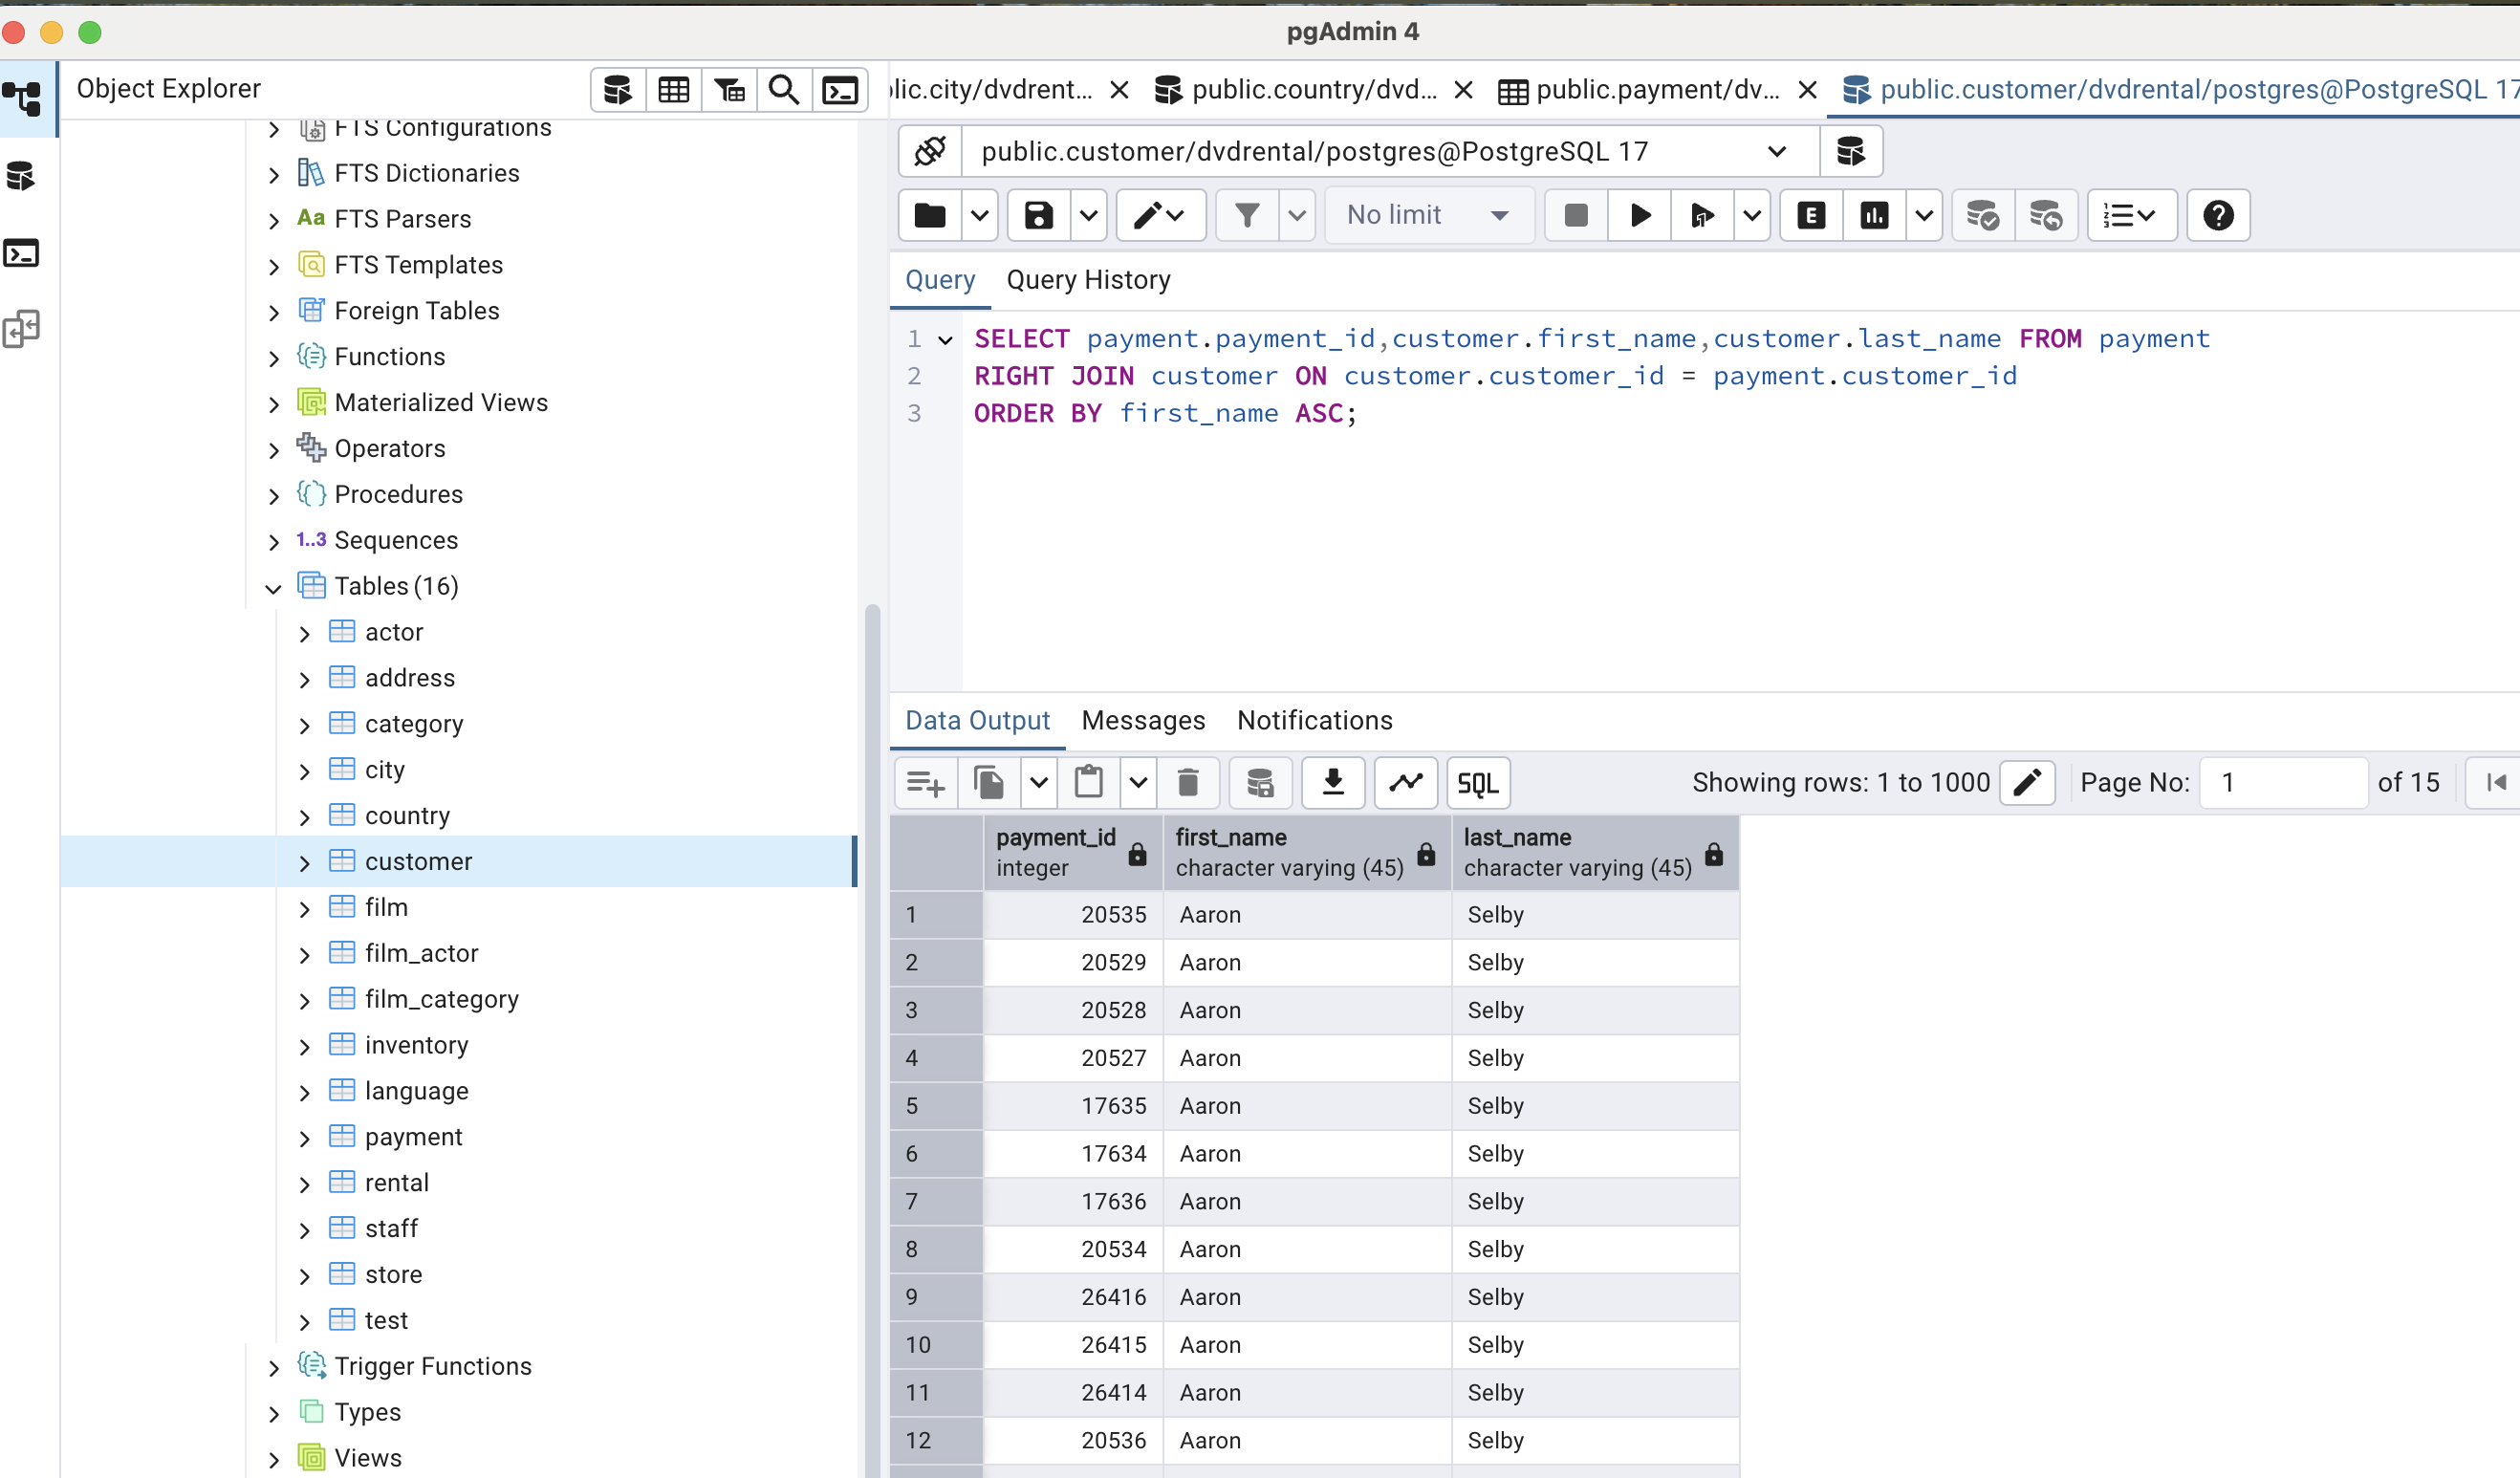 pgAdmin 4
Object Explorer
lic.city/dvdrent...
public.country/dvd...
public.payment/dv...
public.customer/dvdrental/postgres@PostgreSQL 17
public.customer/dvdrental/postgres@PostgreSQL 17
No limit
E
Query Query History
1 SELECT payment.payment_id,customer.first_name,customer.last_name FROM payment
2 RIGHT JOIN customer ON customer.customer_id = payment.customer_id
3 ORDER BY first_name ASC;
FTS Configurations
FTS Dictionaries
Aa FTS Parsers
FTS Templates
Foreign Tables
Functions
Materialized Views
Operators
Procedures
1..3 Sequences
Tables (16)
actor
address
category
city
country
customer
film
film_actor
film_category
inventory
language
payment
rental
staff
store
test
Trigger Functions
Types
Views
Data Output Messages Notifications
SQL
Showing rows: 1 to 1000
Page No: 1 of 15
payment_id first_name last_name
integer character varying (45) character varying (45)
1 20535 Aaron Selby
2 20529 Aaron Selby
3 20528 Aaron Selby
4 20527 Aaron Selby
5 17635 Aaron Selby
6 17634 Aaron Selby
7 17636 Aaron Selby
8 20534 Aaron Selby
9 26416 Aaron Selby
10 26415 Aaron Selby
11 26414 Aaron Selby
12 20536 Aaron Selby